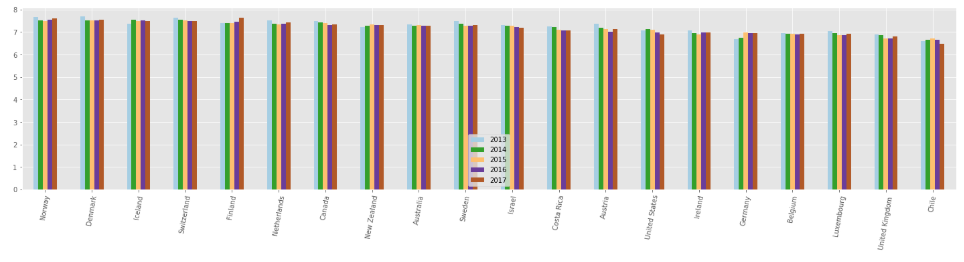 8
7
6
5
4
3
2
1
0
2013
2014
2015
2016
2017
Norway
Denmark
Iceland
Switzerland
Finland
Netherlands
Canada
New Zealand
Australia
Sweden
Israel
Costa Rica
Austria
United States
Ireland
Germany
Belgium
Luxembourg
United Kingdom
Chile